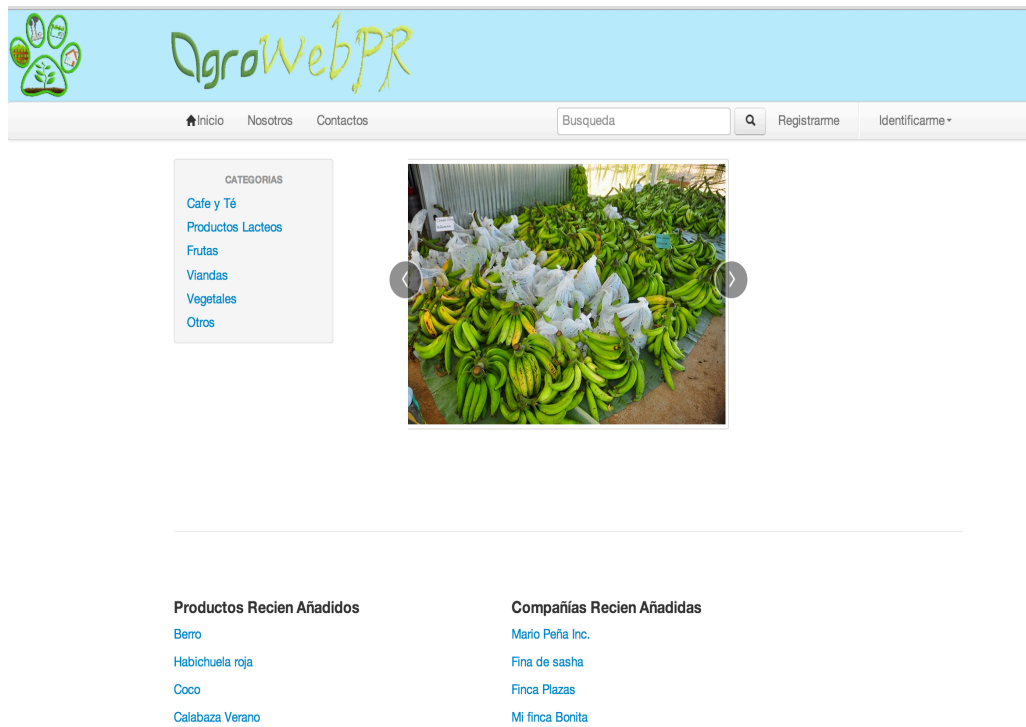 AgroWebPR
Inicio Nosotros Contactos Busqueda Registrarme Identificarme
CATEGORIAS
Cafe y Té
Productos Lacteos
Frutas
Viandas
Vegetales
Otros
Productos Recien Añadidos
Berro
Habichuela roja
Coco
Calabaza Verano
Compañías Recien Añadidas
Mario Peña Inc.
Fina de sasha
Finca Plazas
Mi finca Bonita